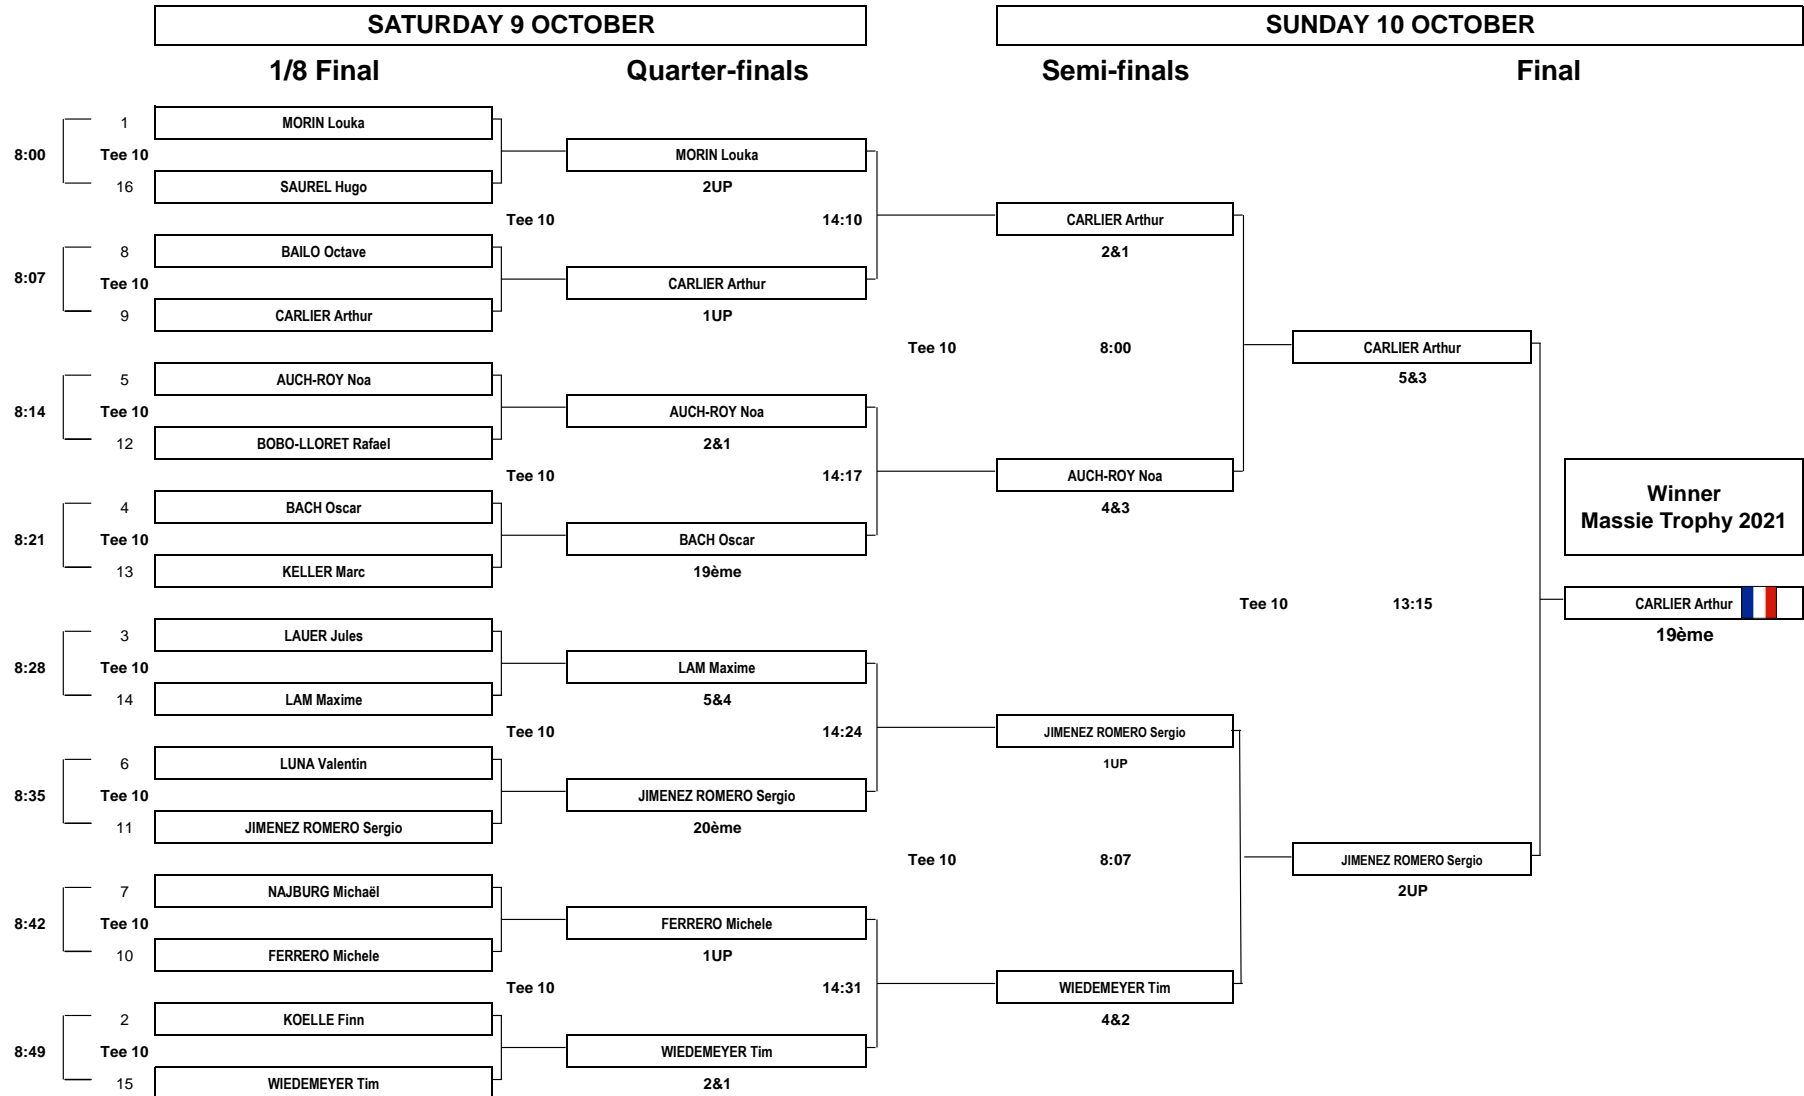 SATURDAY 9 OCTOBER
SUNDAY 10 OCTOBER
1/8 Final
Quarter-finals
Semi-finals
Final
1
MORIN Louka
8:00
Tee 10
MORIN Louka
16
SAUREL Hugo
2UP
Tee 10
14:10
CARLIER Arthur
8
BAILO Octave
2&1
8:07
Tee 10
CARLIER Arthur
9
CARLIER Arthur
1UP
Tee 10
8:00
CARLIER Arthur
5
AUCH-ROY Noa
5&3
8:14
Tee 10
AUCH-ROY Noa
12
BOBO-LLORET Rafael
2&1
Tee 10
14:17
AUCH-ROY Noa
4
BACH Oscar
4&3
Winner
Massie Trophy 2021
8:21
Tee 10
BACH Oscar
13
KELLER Marc
19ème
Tee 10
13:15
CARLIER Arthur
3
LAUER Jules
19ème
8:28
Tee 10
LAM Maxime
14
LAM Maxime
5&4
Tee 10
14:24
JIMENEZ ROMERO Sergio
6
LUNA Valentin
1UP
8:35
Tee 10
JIMENEZ ROMERO Sergio
11
JIMENEZ ROMERO Sergio
20ème
Tee 10
8:07
JIMENEZ ROMERO Sergio
7
NAJBURG Michaël
2UP
8:42
Tee 10
FERRERO Michele
10
FERRERO Michele
1UP
Tee 10
14:31
WIEDEMEYER Tim
2
KOELLE Finn
4&2
8:49
Tee 10
WIEDEMEYER Tim
15
WIEDEMEYER Tim
2&1